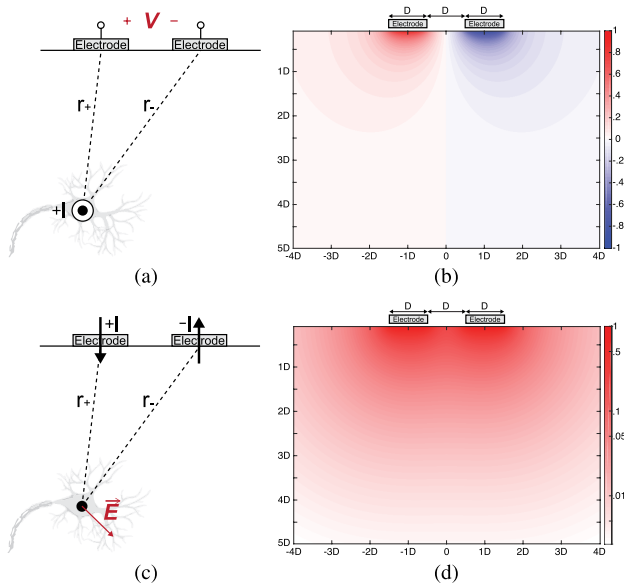 + V -
Electrode Electrode
r+ r-
+I
(a)
D D D
Electrode Electrode
1D
2D
3D
4D
5D
-4D -3D -2D -1D 0 1D 2D 3D 4D
1
.8
.6
.4
.2
0
-.2
-.4
-.6
-.8
-1
(b)
+I -I
Electrode Electrode
r+ r-
E
(c)
D D D
Electrode Electrode
1D
2D
3D
4D
5D
-4D -3D -2D -1D 0 1D 2D 3D 4D
1
.5
.1
.05
.01
(d)